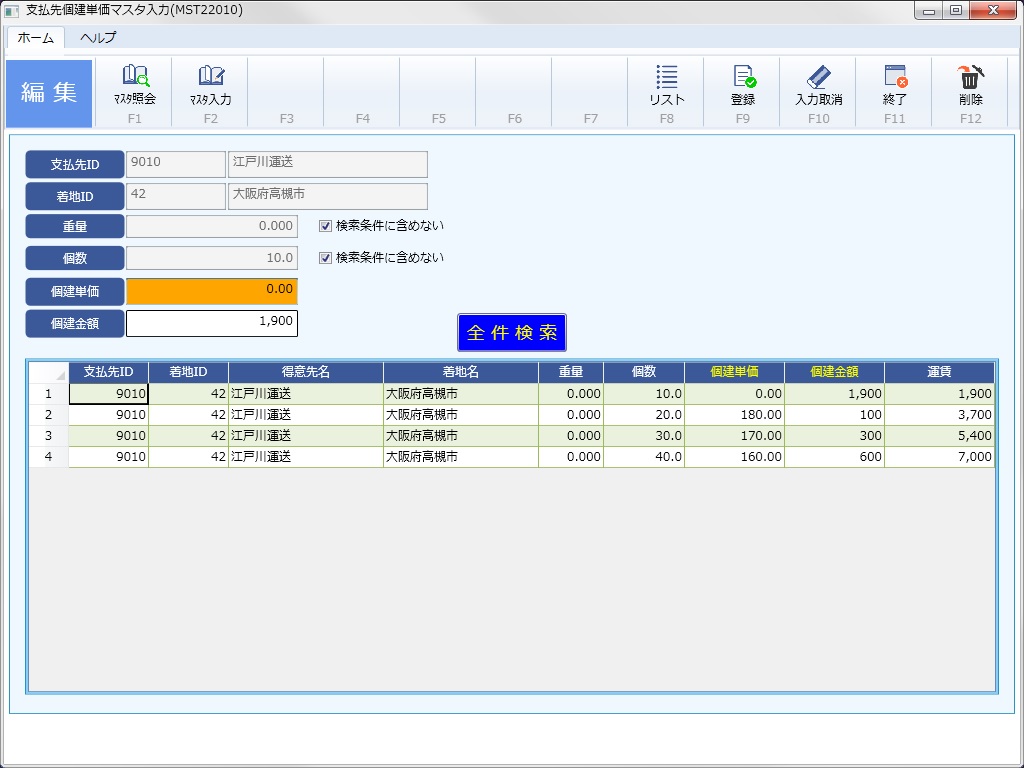 支払先個建単価マスタ入力(MST22010)
ホーム ヘルプ
編集
ﾏｽﾀ照会 ﾏｽﾀ入力 リスト 登録 入力取消 終了 削除
F1 F2 F3 F4 F5 F6 F7 F8 F9 F10 F11 F12
支払先ID 9010 江戸川運送
着地ID 42 大阪府高槻市
重量 0.000 検索条件に含めない
個数 10.0 検索条件に含めない
個建単価 0.00
個建金額 1,900
全件検索
支払先ID 着地ID 得意先名 着地名 重量 個数 個建単価 個建金額 運賃
1 9010 42 江戸川運送 大阪府高槻市 0.000 10.0 0.00 1,900 1,900
2 9010 42 江戸川運送 大阪府高槻市 0.000 20.0 180.00 100 3,700
3 9010 42 江戸川運送 大阪府高槻市 0.000 30.0 170.00 300 5,400
4 9010 42 江戸川運送 大阪府高槻市 0.000 40.0 160.00 600 7,000